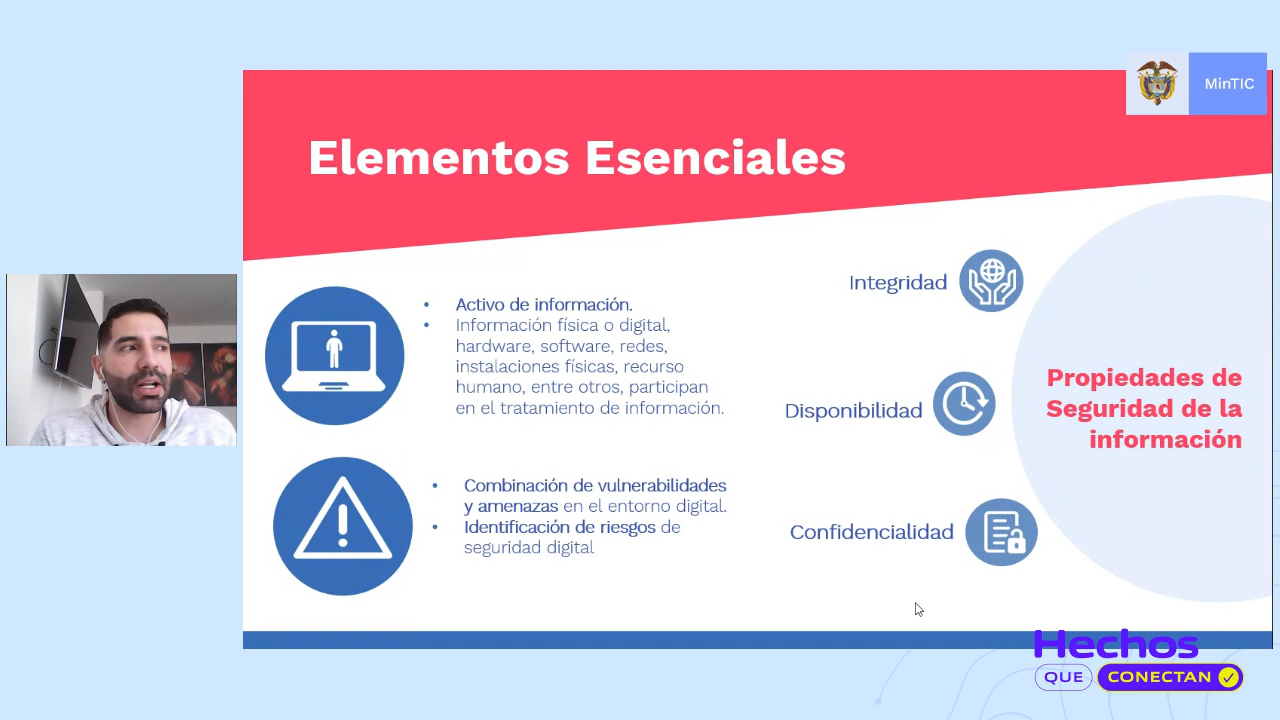 MinTIC
Elementos Esenciales
• Activo de información.
• Información física o digital,
hardware, software, redes,
instalaciones físicas, recurso
humano, entre otros, participan
en el tratamiento de información.
• Combinación de vulnerabilidades
y amenazas en el entorno digital.
• Identificación de riesgos de
seguridad digital
Integridad
Disponibilidad
Confidencialidad
Propiedades de
Seguridad de la
información
Hechos
QUE CONECTAN